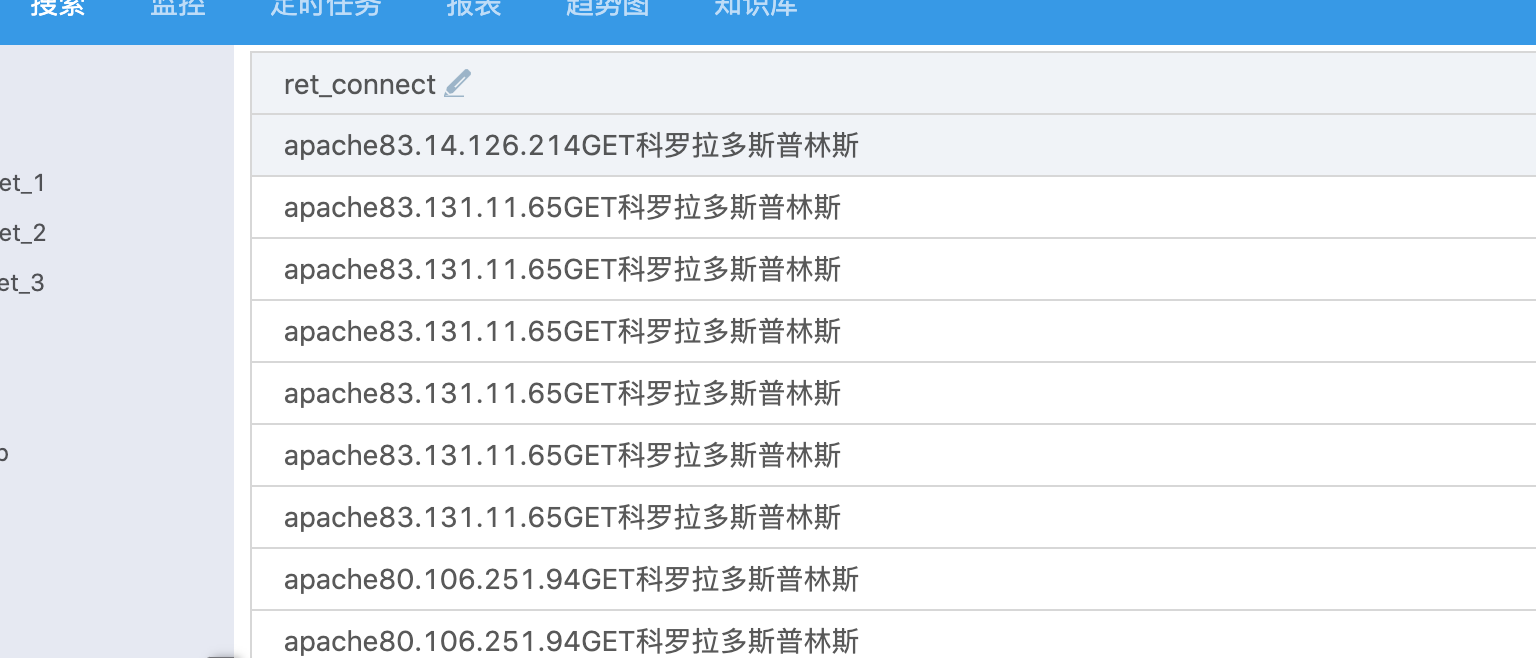 搜索 监控 定时任务 报表 趋势图 知识库
ret_connect
apache83.14.126.214GET科罗拉多斯普林斯
et_1
apache83.131.11.65GET科罗拉多斯普林斯
et_2
apache83.131.11.65GET科罗拉多斯普林斯
et_3
apache83.131.11.65GET科罗拉多斯普林斯
apache83.131.11.65GET科罗拉多斯普林斯
apache83.131.11.65GET科罗拉多斯普林斯
apache83.131.11.65GET科罗拉多斯普林斯
apache80.106.251.94GET科罗拉多斯普林斯
apache80.106.251.94GET科罗拉多斯普林斯